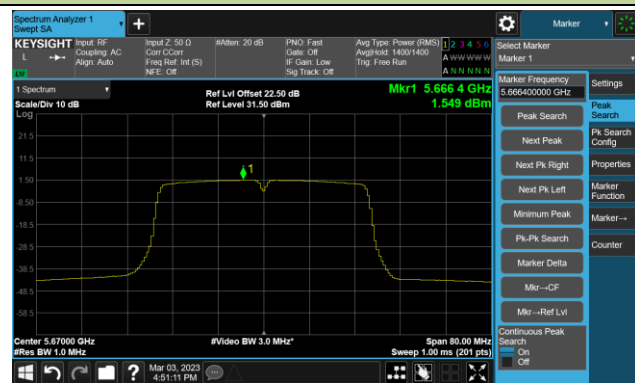 Spectrum Analyzer 1
Swept SA
+
Marker
KEYSIGHT
L
LXI
Input: RF
Coupling: AC
Align: Auto
Input Z: 50 Ω
Corr CCorr
Freq Ref: Int (S)
NFE: Off
#Atten: 20 dB
PNO: Fast
Gate: Off
IF Gain: Low
Sig Track: Off
Avg Type: Power (RMS)
Avg|Hold: 1400/1400
Trig: Free Run
1 2 3 4 5 6
A W W W W W
A N N N N N
Select Marker
Marker 1
1 Spectrum
Scale/Div 10 dB
Log
Ref Lvl Offset 22.50 dB
Ref Level 31.50 dBm
Mkr1 5.666 4 GHz
1.549 dBm
21.5
11.5
1
1.50
-8.50
-18.5
-28.5
-38.5
-48.5
-58.5
Center 5.67000 GHz
#Res BW 1.0 MHz
#Video BW 3.0 MHz*
Span 80.00 MHz
Sweep 1.00 ms (201 pts)
Marker Frequency
5.666400000 GHz
Peak Search
Next Peak
Next Pk Right
Next Pk Left
Minimum Peak
Pk-Pk Search
Marker Delta
Mkr→CF
Mkr→Ref Lvl
Continuous Peak
Search
On
Off
Settings
Peak
Search
Pk Search
Config
Properties
Marker
Function
Marker→
Counter
?
Mar 03, 2023
4:51:11 PM